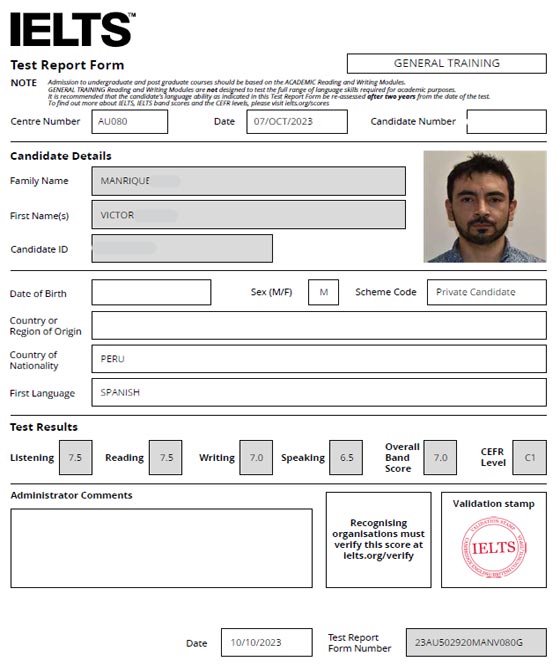 IELTS™
Test Report Form
GENERAL TRAINING
NOTE Admission to undergraduate and post graduate courses should be based on the ACADEMIC Reading and Writing Modules.
GENERAL TRAINING Reading and Writing Modules are not designed to test the full range of language skills required for academic purposes.
It is recommended that the candidate's language ability as indicated in this Test Report Form be re-assessed after two years from the date of the test.
To find out more about IELTS, IELTS band scores and the CEFR levels, please visit ielts.org/scores
Centre Number AU080 Date 07/OCT/2023 Candidate Number
Candidate Details
Family Name MANRIQUE
First Name(s) VICTOR
Candidate ID
Date of Birth Sex (M/F) M Scheme Code Private Candidate
Country or
Region of Origin
Country of
Nationality PERU
First Language SPANISH
Test Results
Listening 7.5 Reading 7.5 Writing 7.0 Speaking 6.5 Overall Band Score 7.0 CEFR Level C1
Administrator Comments
Recognising
organisations must
verify this score at
ielts.org/verify
Validation stamp
VALIDATION STAMP
IELTS
Date 10/10/2023 Test Report Form Number 23AU502920MANV080G